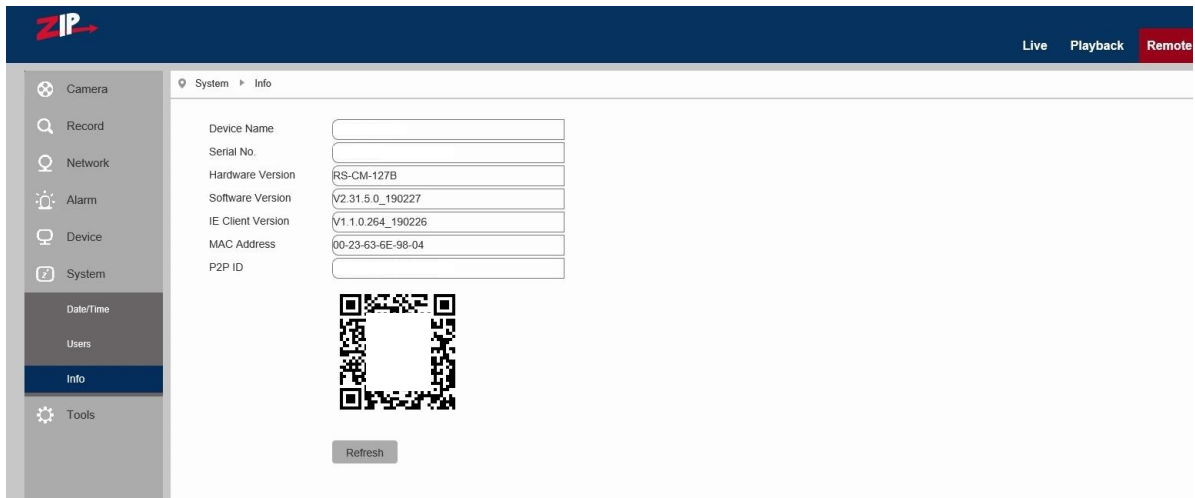 ZIP
Live Playback Remote
Camera
Record
Network
Alarm
Device
System
Date/Time
Users
Info
Tools
System Info
Device Name
Serial No.
Hardware Version RS-CM-127B
Software Version V2.31.5.0_190227
IE Client Version V1.1.0.264_190226
MAC Address 00-23-63-6E-98-04
P2P ID
Refresh